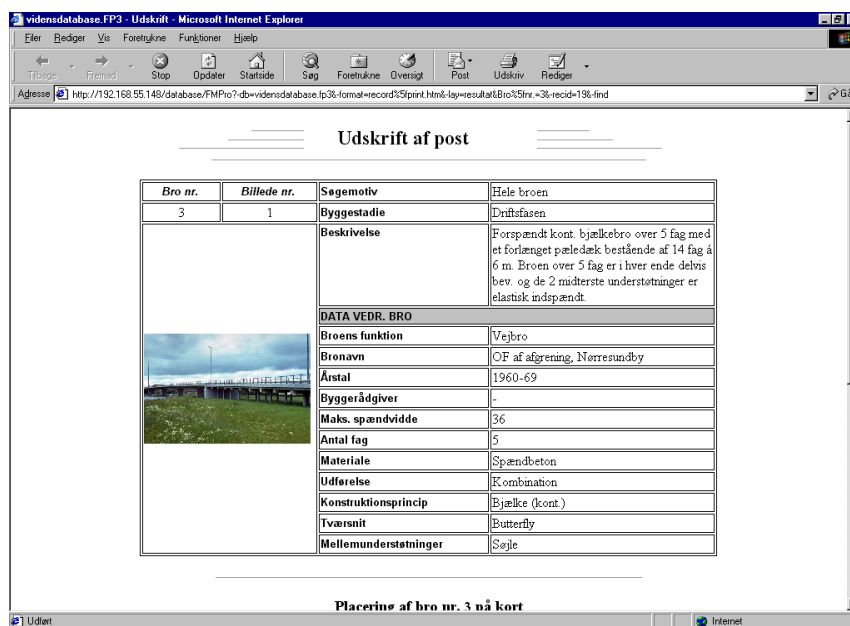 vidensdatabase.FP3 - Udskrift - Microsoft Internet Explorer
Filer Rediger Vis Foretrukne Funktioner Hjælp
Tilbage Fremad Stop Opdater Startside Søg Foretrukne Oversigt Post Udskriv Rediger
Adresse http://192.168.55.148/database/FMPro?-db=vidensdatabase.fp3&-format=record%5fprint.htm&-lay=resultat&Bro%5fnr.=3&-recid=19&-find
Udskrift af post
Bro nr. Billede nr. Søgemotiv Hele broen
3 1 Byggestadie Driftsfasen
Beskrivelse Forspændt kont. bjælkebro over 5 fag med
et forlænget pæledæk bestående af 14 fag á
6 m. Broen over 5 fag er i hver ende delvis
bev. og de 2 midterste understøtninger er
elastisk indspændt.
DATA VEDR. BRO
Broens funktion Vejbro
Bronavn OF af afgrening, Nørresundby
Årstal 1960-69
Byggerådgiver -
Maks. spændvidde 36
Antal fag 5
Materiale Spændbeton
Udførelse Kombination
Konstruktionsprincip Bjælke (kont.)
Tværsnit Butterfly
Mellemunderstøtninger Søjle
Placering af bro nr. 3 på kort
Udført Internet